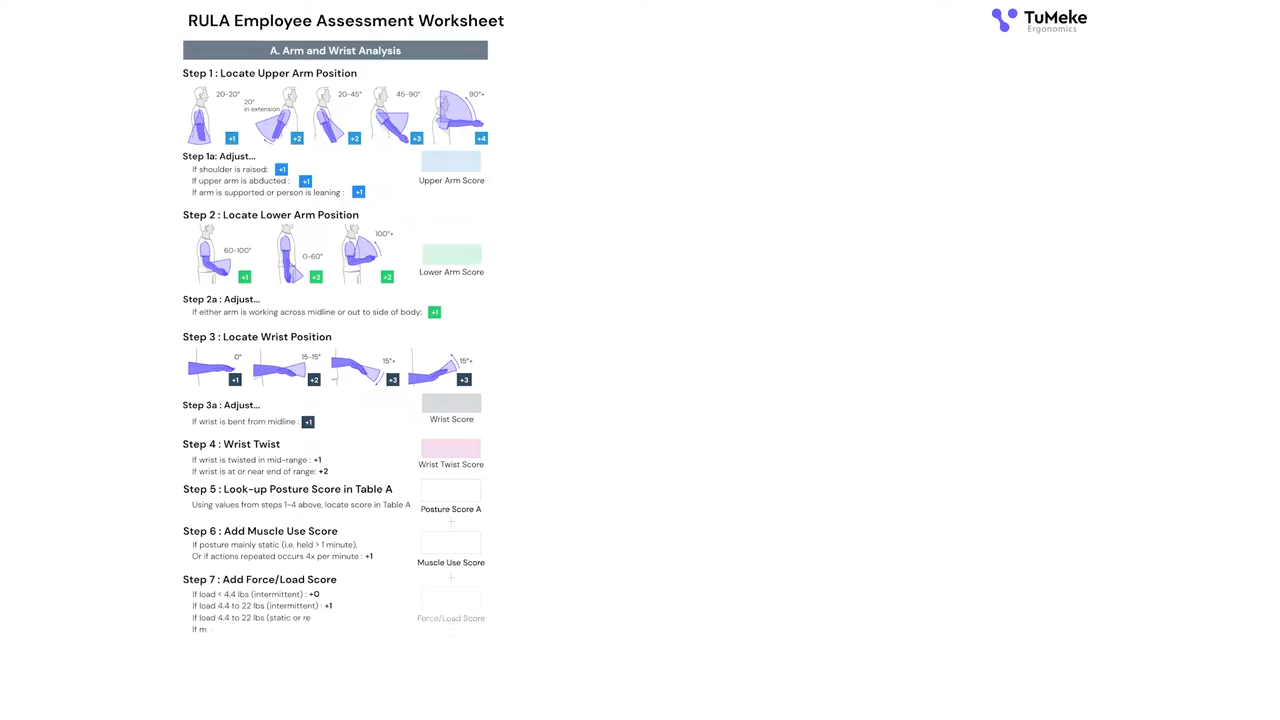 RULA Employee Assessment Worksheet
TuMeke
Ergonomics
A. Arm and Wrist Analysis
Step 1 : Locate Upper Arm Position
20-20°
20°
in extension
20-45°
45-90°
90°+
+1
+2
+2
+3
+4
Step 1a: Adjust...
If shoulder is raised: +1
If upper arm is abducted : +1
If arm is supported or person is leaning : +1
Upper Arm Score
Step 2 : Locate Lower Arm Position
60-100°
0-60°
100°+
+1
+2
+2
Lower Arm Score
Step 2a : Adjust...
If either arm is working across midline or out to side of body: +1
Step 3 : Locate Wrist Position
0°
15-15°
15°+
15°+
+1
+2
+3
+3
Step 3a : Adjust...
If wrist is bent from midline : +1
Wrist Score
Step 4 : Wrist Twist
If wrist is twisted in mid-range : +1
If wrist is at or near end of range: +2
Wrist Twist Score
Step 5 : Look-up Posture Score in Table A
Using values from steps 1-4 above, locate score in Table A
Posture Score A
+
Step 6 : Add Muscle Use Score
If posture mainly static (i.e. held > 1 minute),
Or if actions repeated occurs 4x per minute : +1
Muscle Use Score
+
Step 7 : Add Force/Load Score
If load < 4.4 lbs (intermittent) : +0
If load 4.4 to 22 lbs (intermittent) : +1
If load 4.4 to 22 lbs (static or re
If m
Force/Load Score